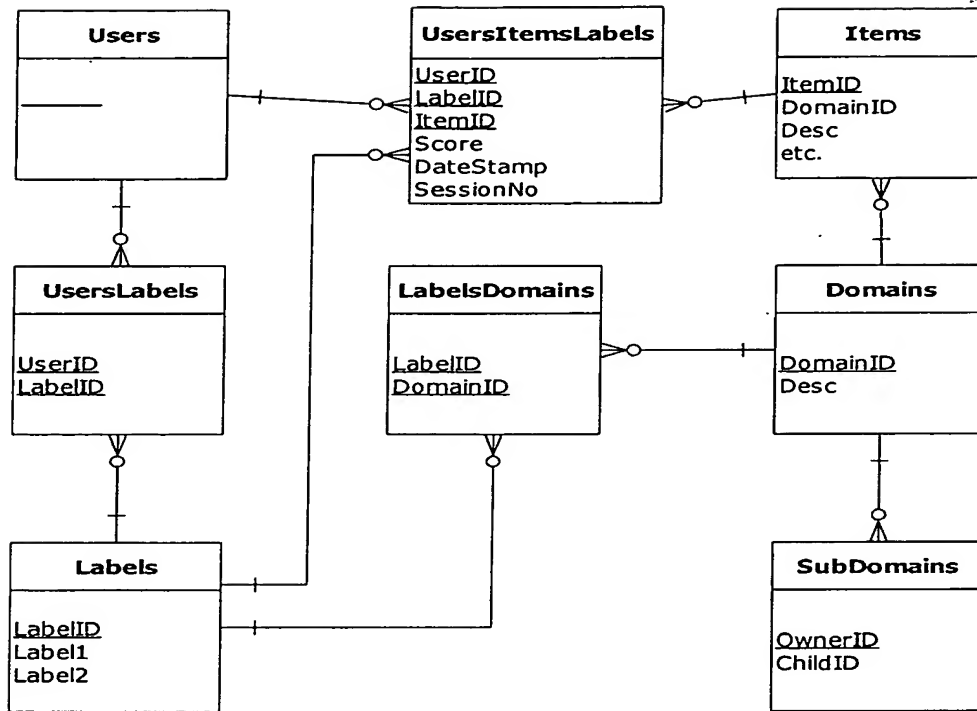 Users
UsersItemsLabels
UserID
LabelID
ItemID
Score
DateStamp
SessionNo
Items
ItemID
DomainID
Desc
etc.
UsersLabels
UserID
LabelID
LabelsDomains
LabelID
DomainID
Domains
DomainID
Desc
Labels
LabelID
Label1
Label2
SubDomains
OwnerID
ChildID